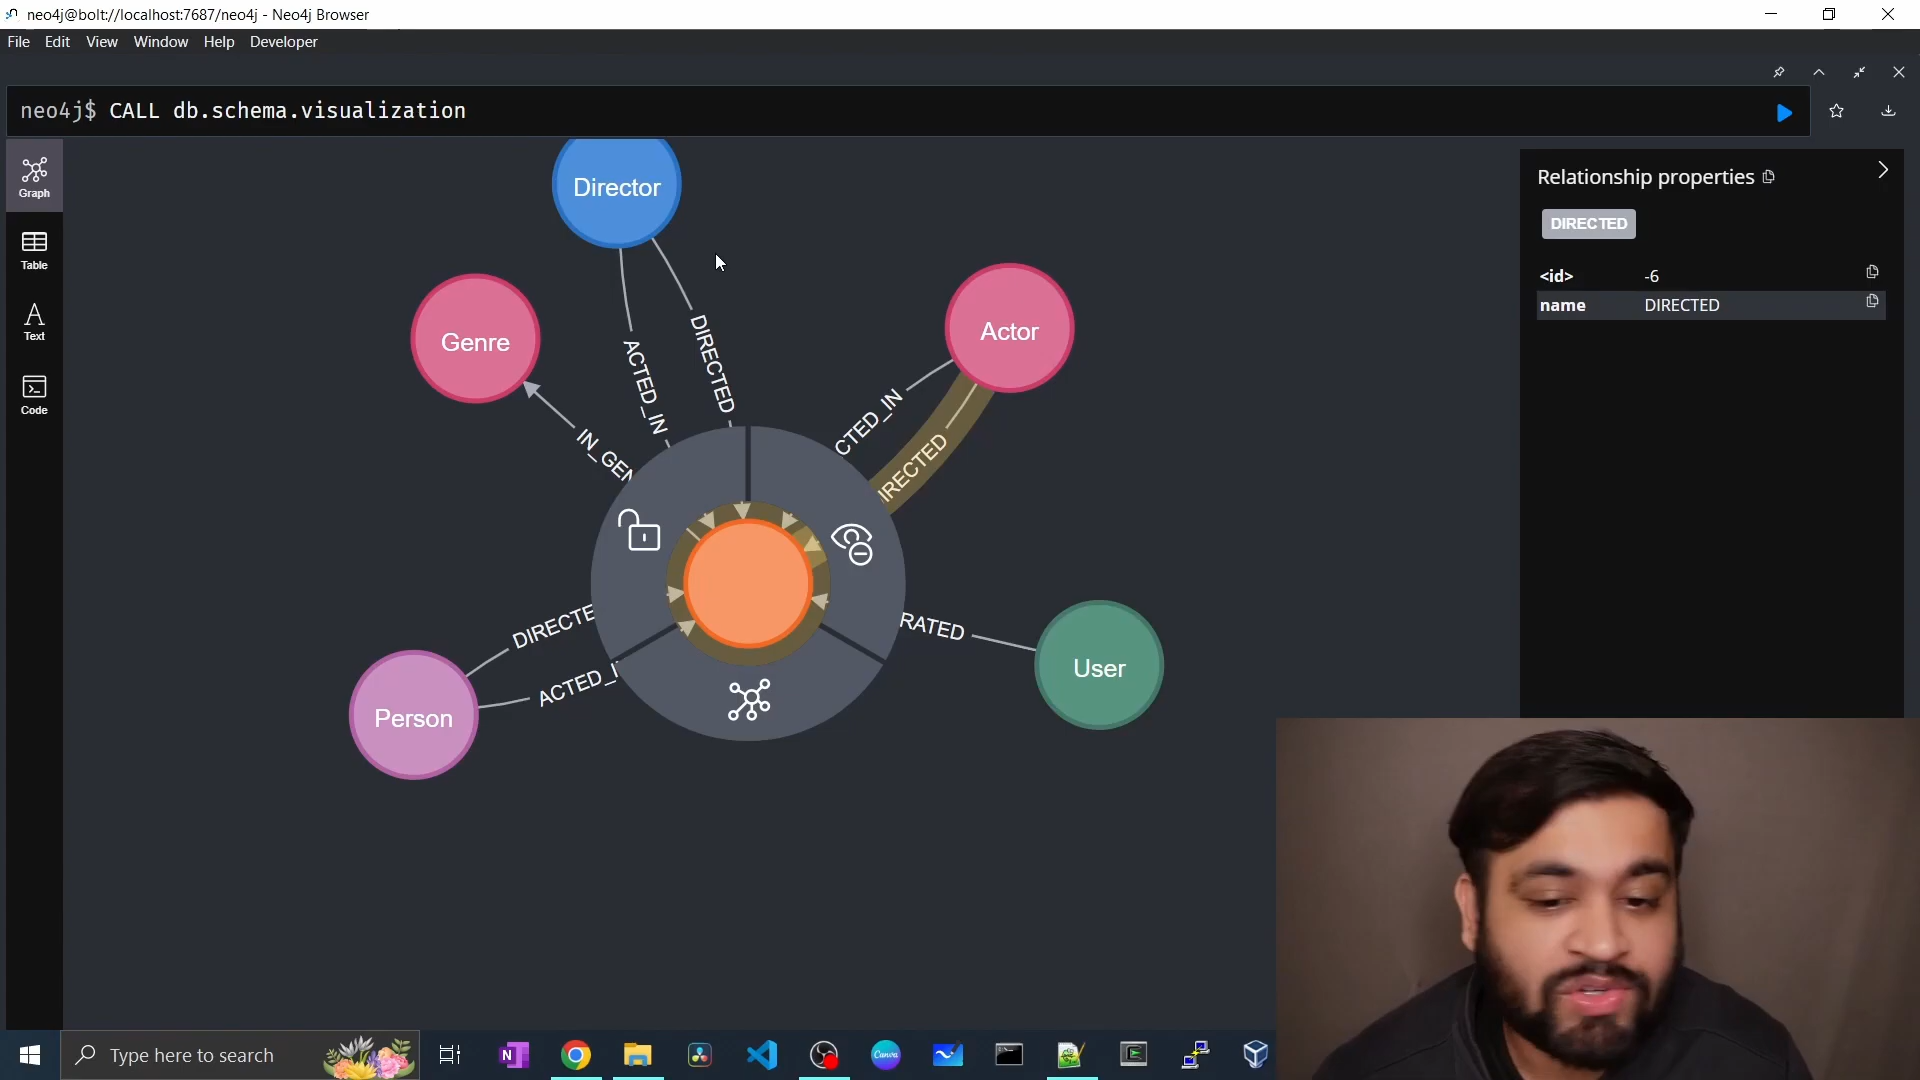 neo4j@bolt://localhost:7687/neo4j - Neo4j Browser
File Edit View Window Help Developer
neo4j$ CALL db.schema.visualization
Graph
Table
Text
Code
Director
Genre
Actor
ACTED_IN
DIRECTED
IN_GEN
CTED_IN
IRECTED
DIRECTE
ACTED_I
RATED
Person
User
Relationship properties
DIRECTED
<id> -6
name DIRECTED
Type here to search
N
Canva